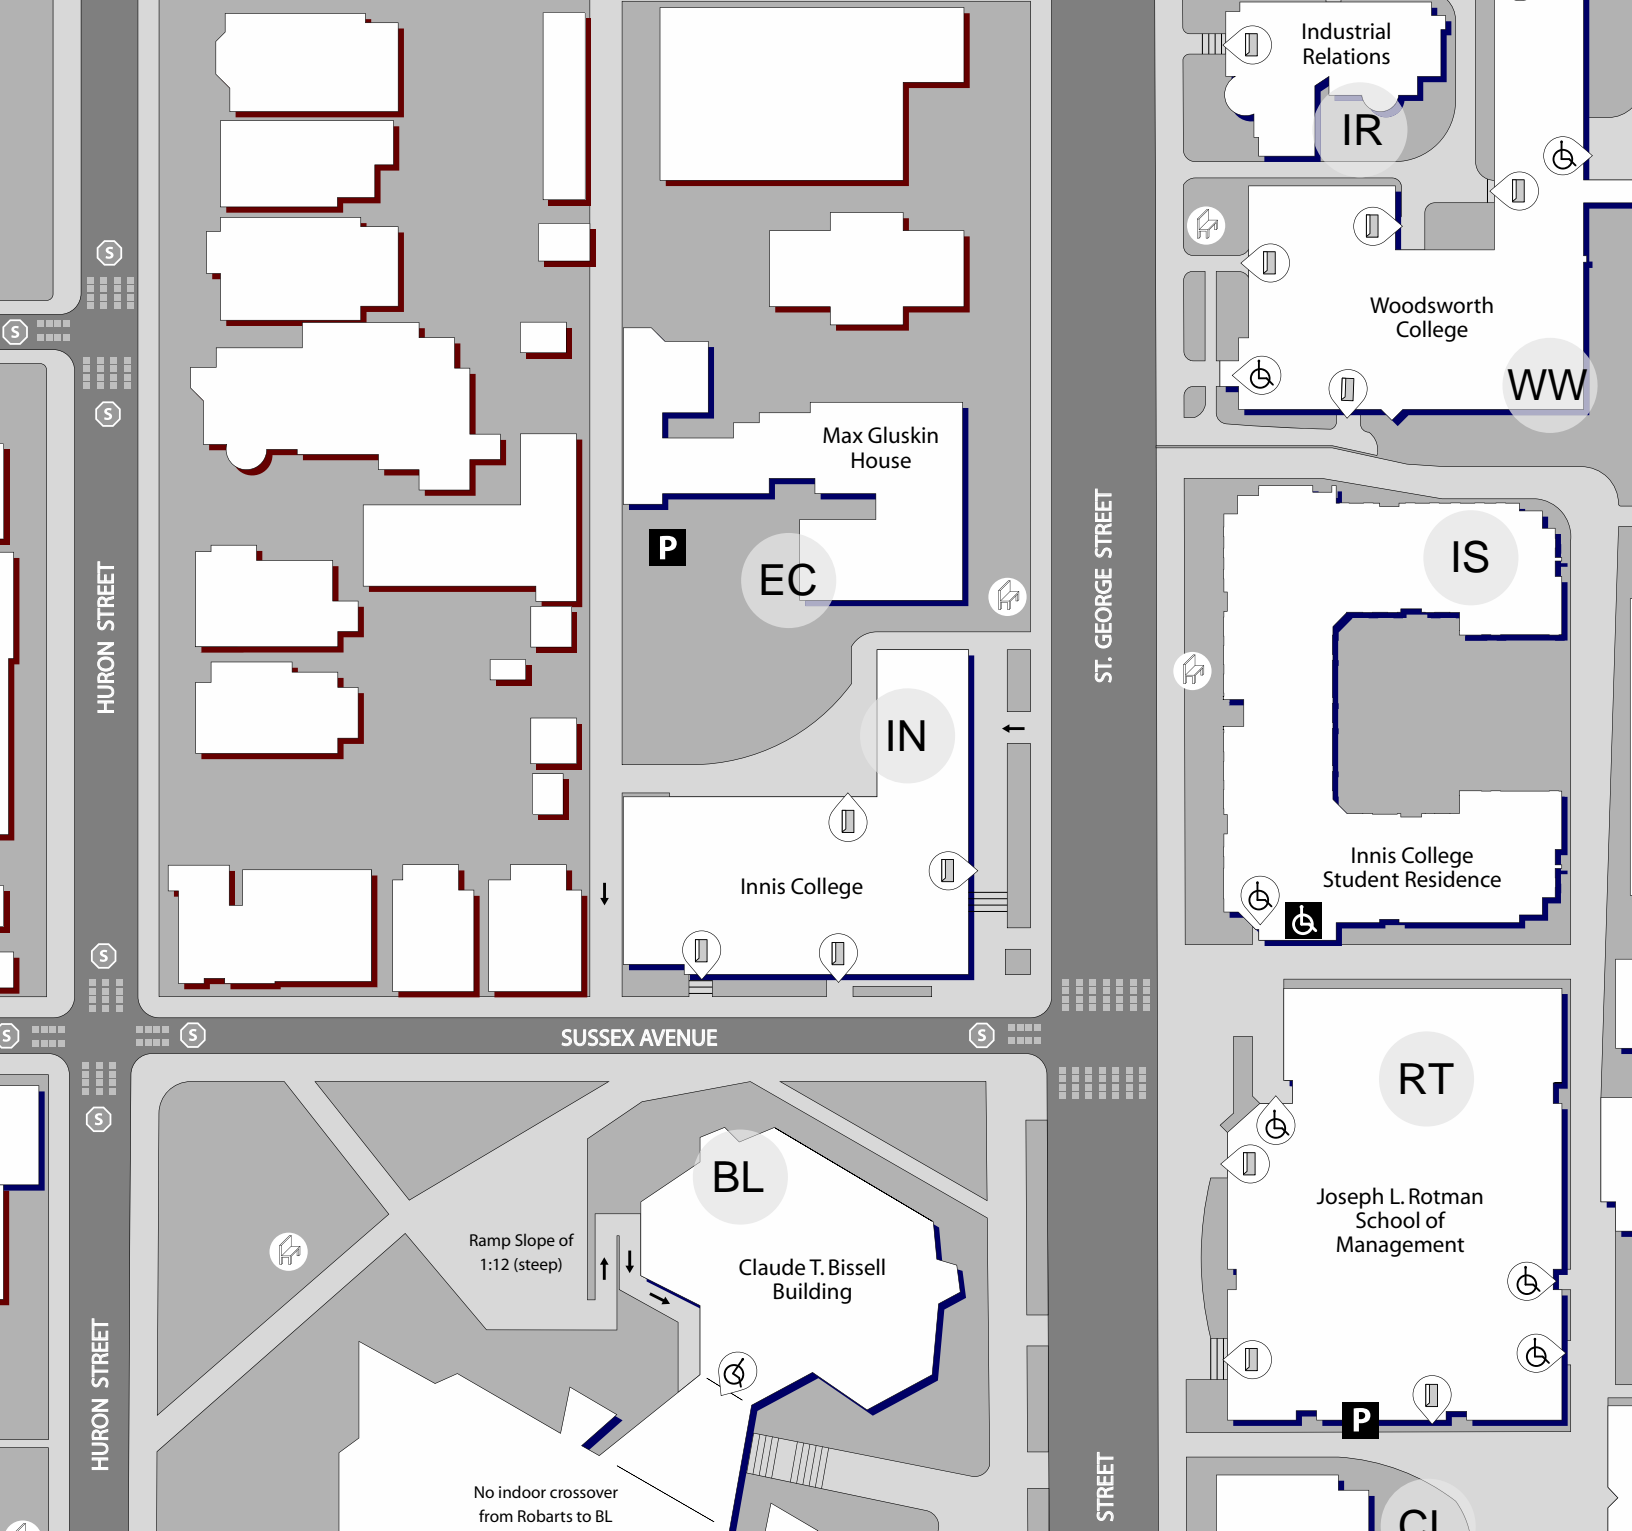 Industrial
Relations
IR
Woodsworth
College
WW
Max Gluskin
House
P
EC
IS
HURON STREET
ST. GEORGE STREET
IN
Innis College
Innis College
Student Residence
S
S
S
S
S
S
S
S
S
SUSSEX AVENUE
RT
BL
Joseph L. Rotman
School of
Management
Ramp Slope of
1:12 (steep)
Claude T. Bissell
Building
HURON STREET
P
STREET
No indoor crossover
from Robarts to BL